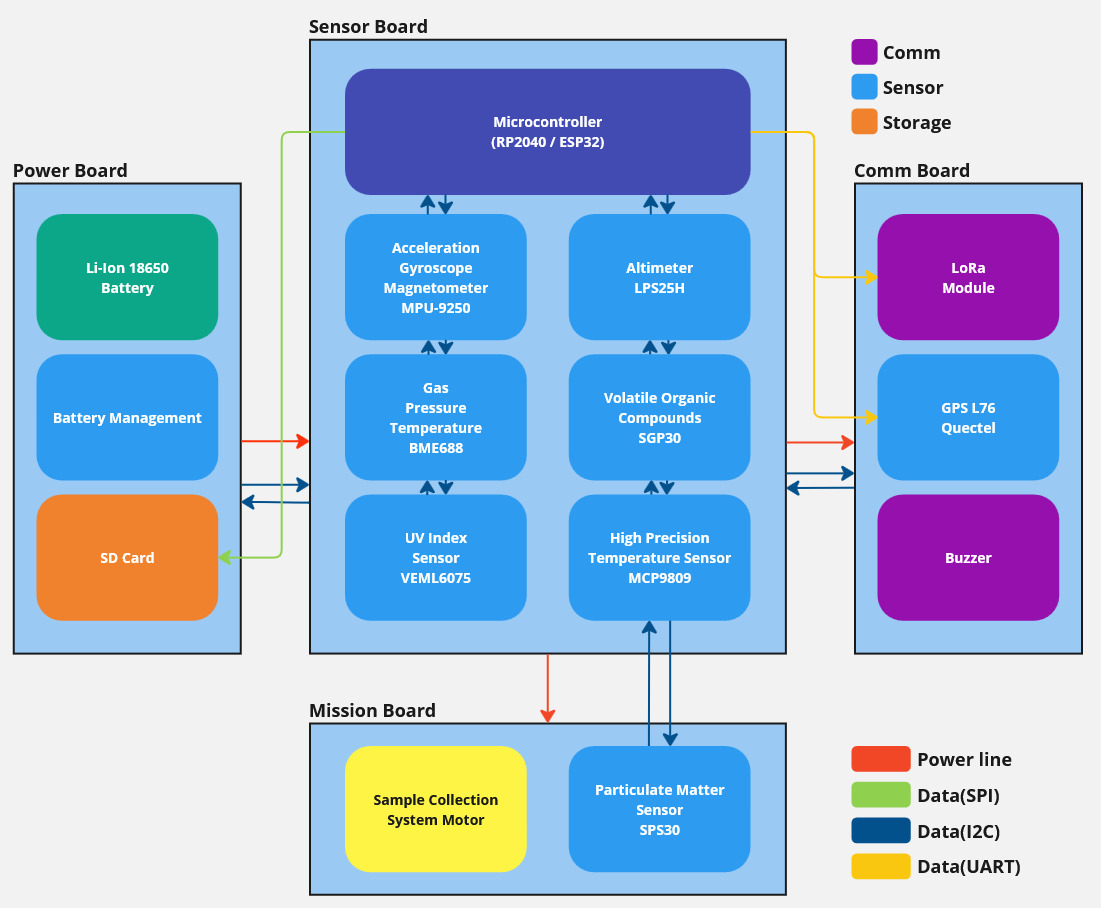 Sensor Board
Microcontroller
(RP2040 / ESP32)
Comm
Sensor
Storage
Power Board
Li-Ion 18650
Battery
Battery Management
SD Card
Acceleration
Gyroscope
Magnetometer
MPU-9250
Altimeter
LPS25H
Gas
Pressure
Temperature
BME688
Volatile Organic
Compounds
SGP30
UV Index
Sensor
VEML6075
High Precision
Temperature Sensor
MCP9809
Comm Board
LoRa
Module
GPS L76
Quectel
Buzzer
Mission Board
Sample Collection
System Motor
Particulate Matter
Sensor
SPS30
Power line
Data(SPI)
Data(I2C)
Data(UART)